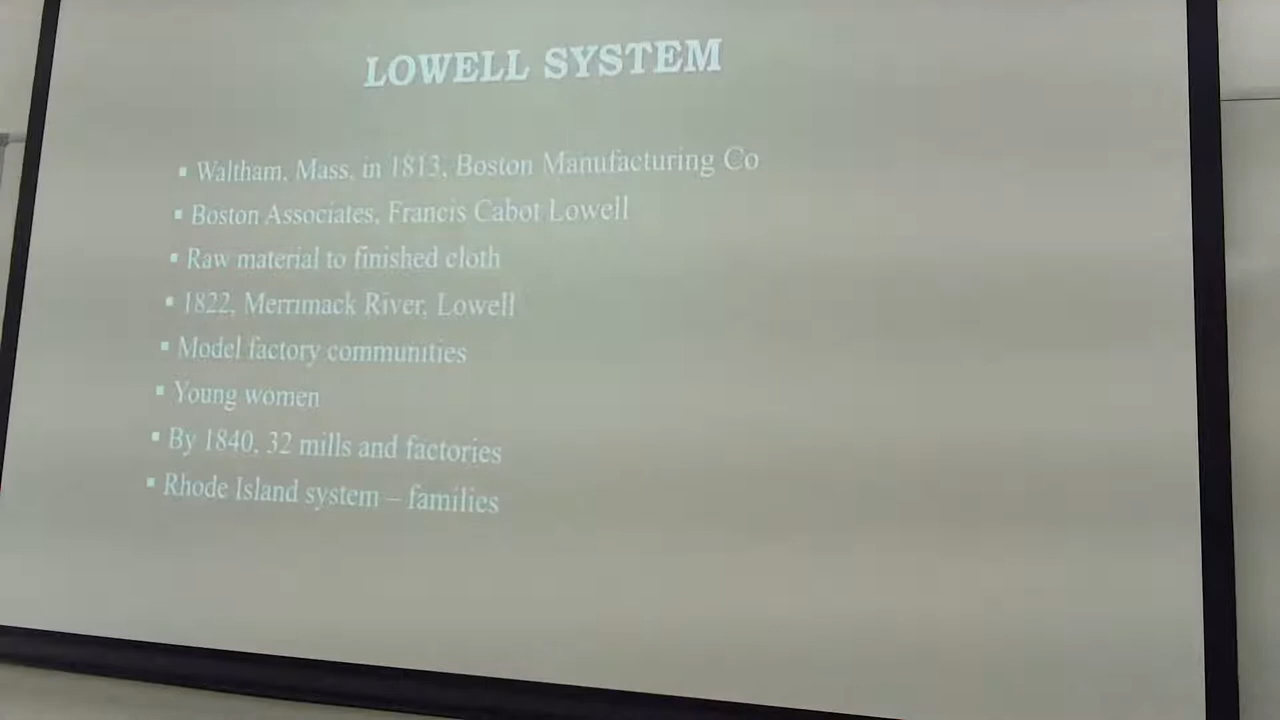 LOWELL SYSTEM
▪ Waltham, Mass, in 1813, Boston Manufacturing Co
▪ Boston Associates, Francis Cabot Lowell
▪ Raw material to finished cloth
▪ 1822, Merrimack River, Lowell
▪ Model factory communities
▪ Young women
▪ By 1840, 32 mills and factories
▪ Rhode Island system – families